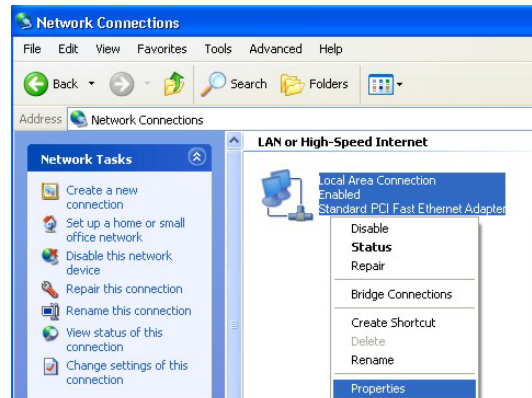 Network Connections
File Edit View Favorites Tools Advanced Help
Back Search Folders
Address Network Connections
Network Tasks
Create a new
connection
Set up a home or small
office network
Disable this network
device
Repair this connection
Rename this connection
View status of this
connection
Change settings of this
connection
LAN or High-Speed Internet
Local Area Connection
Enabled
Standard PCI Fast Ethernet Adapter
Disable
Status
Repair
Bridge Connections
Create Shortcut
Delete
Rename
Properties